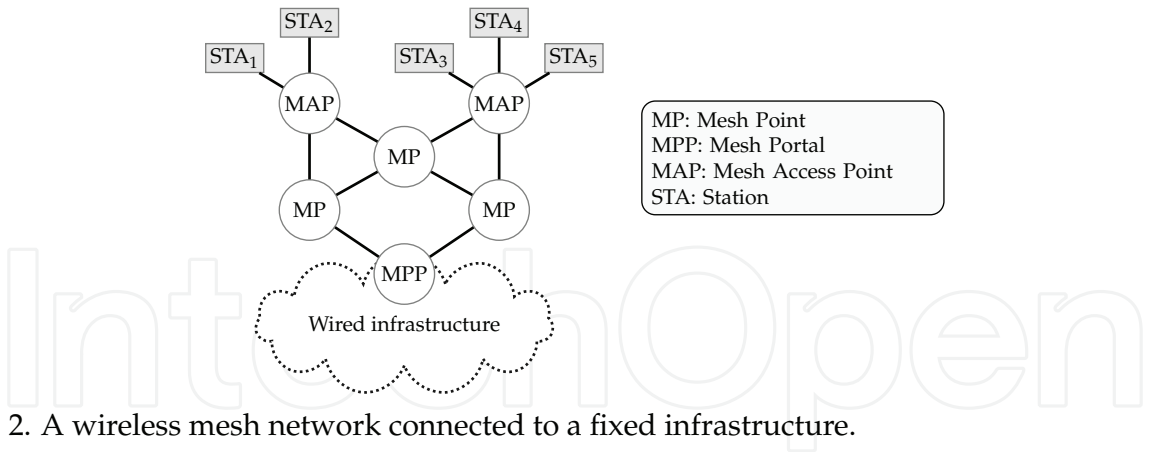 STA₂
STA₄
STA₁
STA₃
STA₅
MAP
MAP
MP
MP
MP
MPP
Wired infrastructure
MP: Mesh Point
MPP: Mesh Portal
MAP: Mesh Access Point
STA: Station
IntechOpen
2. A wireless mesh network connected to a fixed infrastructure.